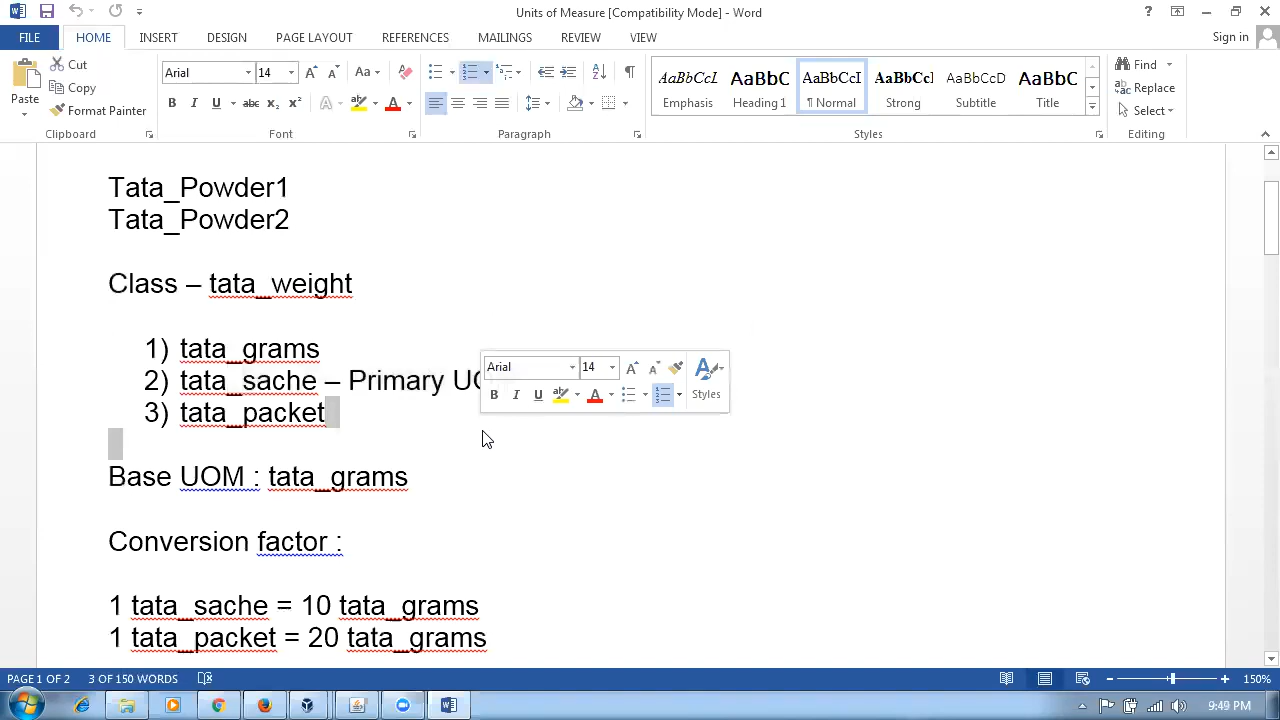 Units of Measure [Compatibility Mode] - Word
Sign in
FILE HOME INSERT DESIGN PAGE LAYOUT REFERENCES MAILINGS REVIEW VIEW
Paste
Cut
Copy
Format Painter
Clipboard
Arial 14
Font
Paragraph
AaBbCcI AaBbC AaBbCcI AaBbCcI AaBbCcD AaBbC
Emphasis Heading 1 ¶ Normal Strong Subtitle Title
Styles
Find
Replace
Select
Editing
Tata_Powder1
Tata_Powder2
Class – tata_weight
1) tata_grams
2) tata_sache – Primary
3) tata_packet
Arial 14
Styles
Base UOM : tata_grams
Conversion factor :
1 tata_sache = 10 tata_grams
1 tata_packet = 20 tata_grams
PAGE 1 OF 2 3 OF 150 WORDS 150%
9:49 PM